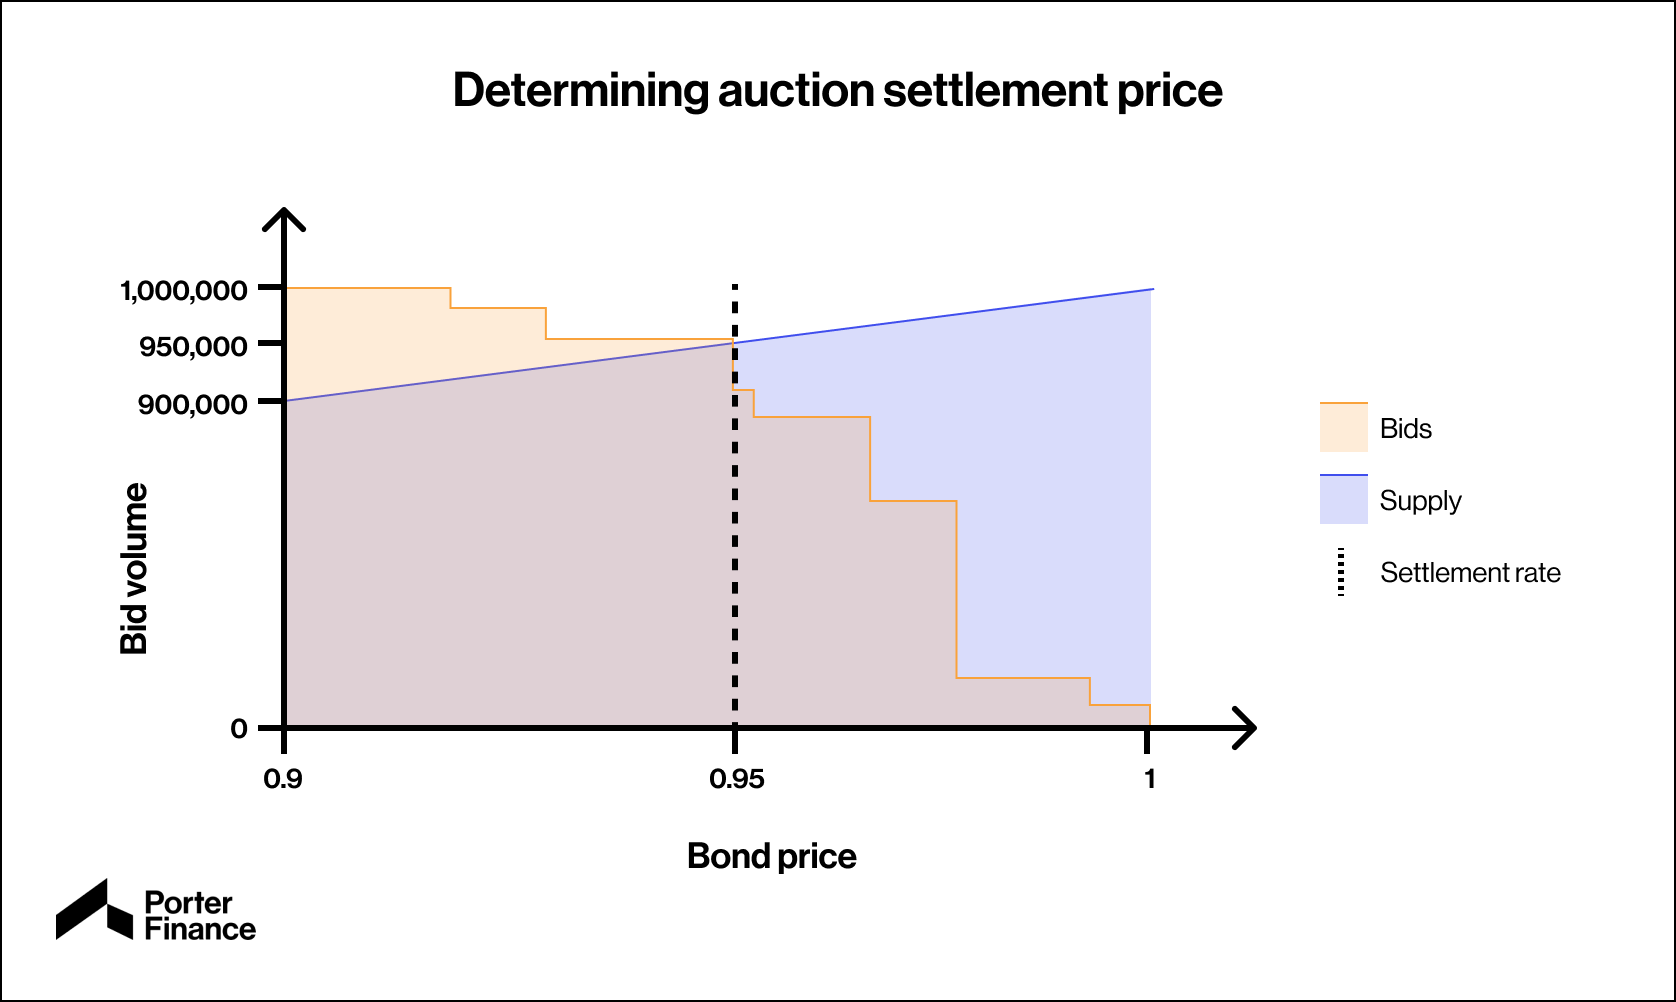 Determining auction settlement price
1,000,000
950,000
900,000
Bid volume
0
0.9
0.95
1
Bond price
Bids
Supply
Settlement rate
Porter
Finance